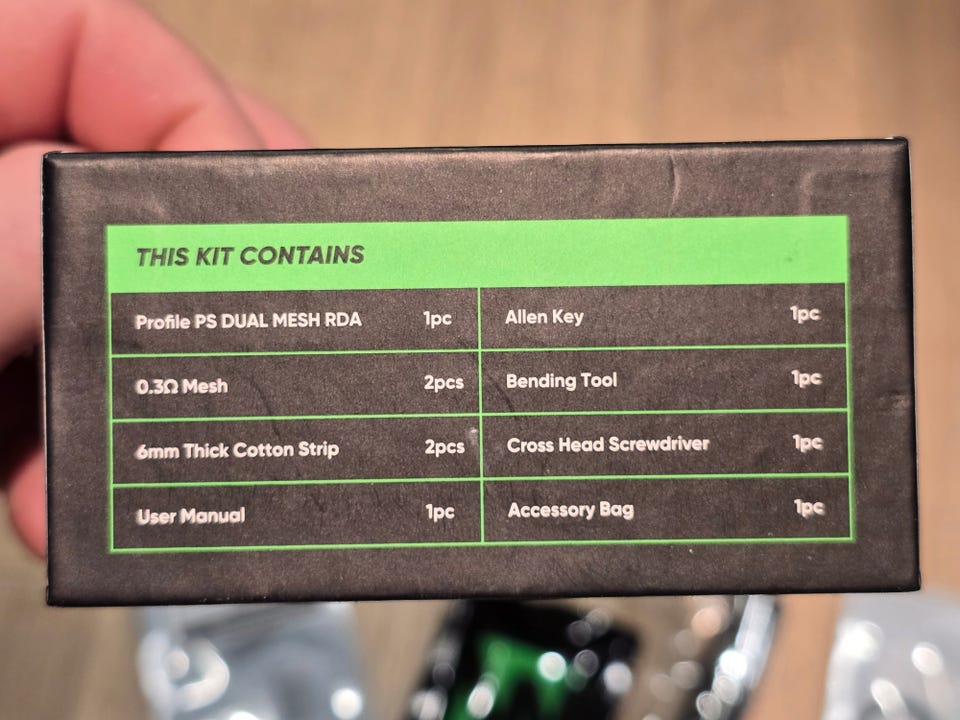 THIS KIT CONTAINS
Profile PS DUAL MESH RDA 1pc
0.3Ω Mesh 2pcs
6mm Thick Cotton Strip 2pcs
User Manual 1pc
Allen Key 1pc
Bending Tool 1pc
Cross Head Screwdriver 1pc
Accessory Bag 1pc